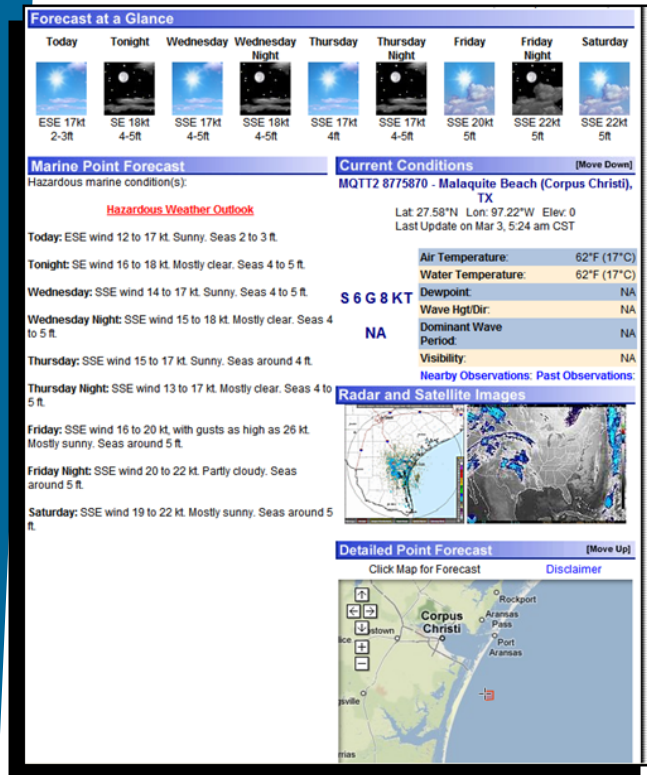 Forecast at a Glance
Today Tonight Wednesday Wednesday Night Thursday Thursday Night Friday Friday Night Saturday
ESE 17kt SE 18kt SSE 17kt SSE 18kt SSE 17kt SSE 17kt SSE 20kt SSE 22kt SSE 22kt
2-3ft 4-5ft 4-5ft 4-5ft 4ft 4-5ft 5ft 5ft 5ft
Marine Point Forecast
Hazardous marine condition(s):
Hazardous Weather Outlook
Today: ESE wind 12 to 17 kt. Sunny. Seas 2 to 3 ft.
Tonight: SE wind 16 to 18 kt. Mostly clear. Seas 4 to 5 ft.
Wednesday: SSE wind 14 to 17 kt. Sunny. Seas 4 to 5 ft.
Wednesday Night: SSE wind 15 to 18 kt. Mostly clear. Seas 4
to 5 ft.
Thursday: SSE wind 15 to 17 kt. Sunny. Seas around 4 ft.
Thursday Night: SSE wind 13 to 17 kt. Mostly clear. Seas 4 to
5 ft.
Friday: SSE wind 16 to 20 kt, with gusts as high as 26 kt.
Mostly sunny. Seas around 5 ft.
Friday Night: SSE wind 20 to 22 kt. Partly cloudy. Seas
around 5 ft.
Saturday: SSE wind 19 to 22 kt. Mostly sunny. Seas around 5
ft.
Current Conditions [Move Down]
MQTT2 8775870 - Malaquite Beach (Corpus Christi),
TX
Lat: 27.58°N Lon: 97.22°W Elev: 0
Last Update on Mar 3, 5:24 am CST
S 6 G 8 KT
NA
Air Temperature: 62°F (17°C)
Water Temperature: 62°F (17°C)
Dewpoint: NA
Wave Hgt/Dir: NA
Dominant Wave
Period: NA
Visibility: NA
Nearby Observations: Past Observations:
Radar and Satellite Images
Detailed Point Forecast [Move Up]
Click Map for Forecast Disclaimer
Rockport
Corpus
Christi
Aransas
Pass
Port
Aransas
stown
lice
gsville
rrias